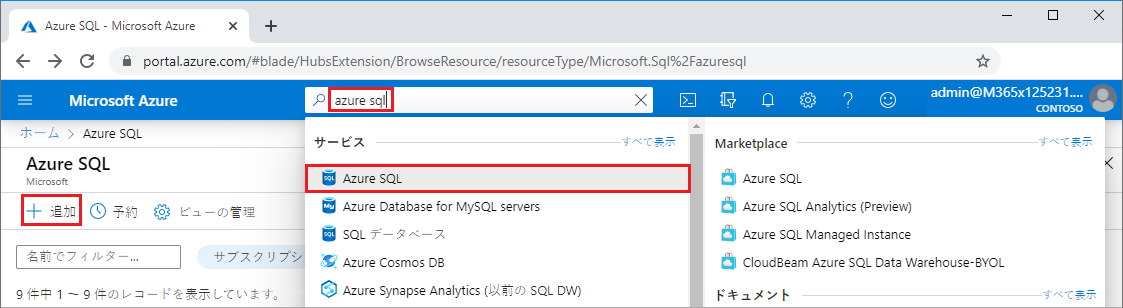 Azure SQL - Microsoft Azure
portal.azure.com/#blade/HubsExtension/BrowseResource/resourceType/Microsoft.Sql%2Fazuresql
Microsoft Azure
azure sql
admin@M365x125231....
CONTOSO
ホーム > Azure SQL
Azure SQL
Microsoft
追加
予約
ビューの管理
名前でフィルター...
サブスクリプシ
9 件中 1 ～ 9 件のレコードを表示しています。
サービス
すべて表示
Azure SQL
Azure Database for MySQL servers
SQL データベース
Azure Cosmos DB
Azure Synapse Analytics (以前の SQL DW)
Marketplace
すべて表示
Azure SQL
Azure SQL Analytics (Preview)
Azure SQL Managed Instance
CloudBeam Azure SQL Data Warehouse-BYOL
ドキュメント
すべて表示